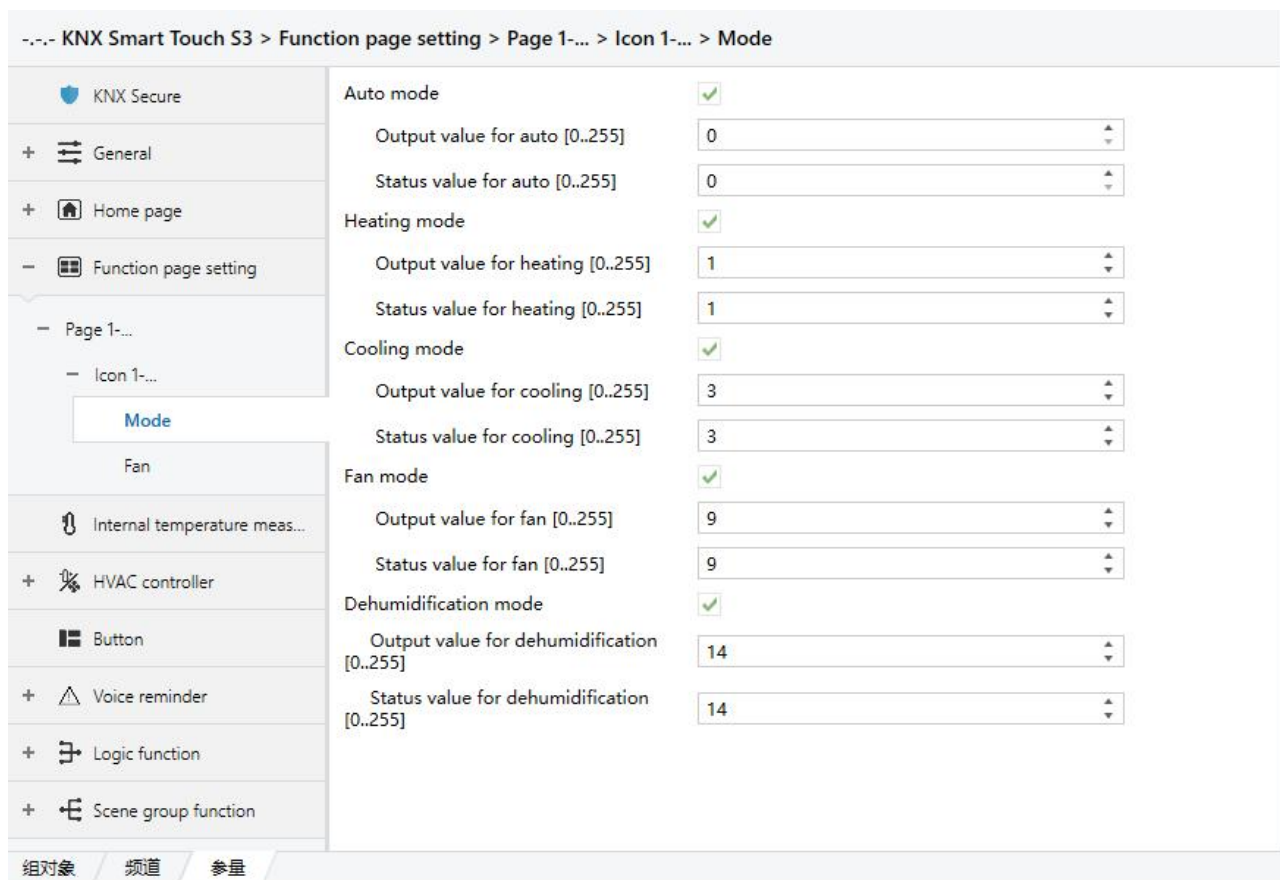 -.-.- KNX Smart Touch S3 > Function page setting > Page 1-... > Icon 1-... > Mode
KNX Secure
+ General
+ Home page
− Function page setting
− Page 1-...
− Icon 1-...
Mode
Fan
Internal temperature meas...
+ HVAC controller
Button
+ Voice reminder
+ Logic function
+ Scene group function
Auto mode
Output value for auto [0..255] 0
Status value for auto [0..255] 0
Heating mode
Output value for heating [0..255] 1
Status value for heating [0..255] 1
Cooling mode
Output value for cooling [0..255] 3
Status value for cooling [0..255] 3
Fan mode
Output value for fan [0..255] 9
Status value for fan [0..255] 9
Dehumidification mode
Output value for dehumidification
[0..255] 14
Status value for dehumidification
[0..255] 14
组对象 频道 参量